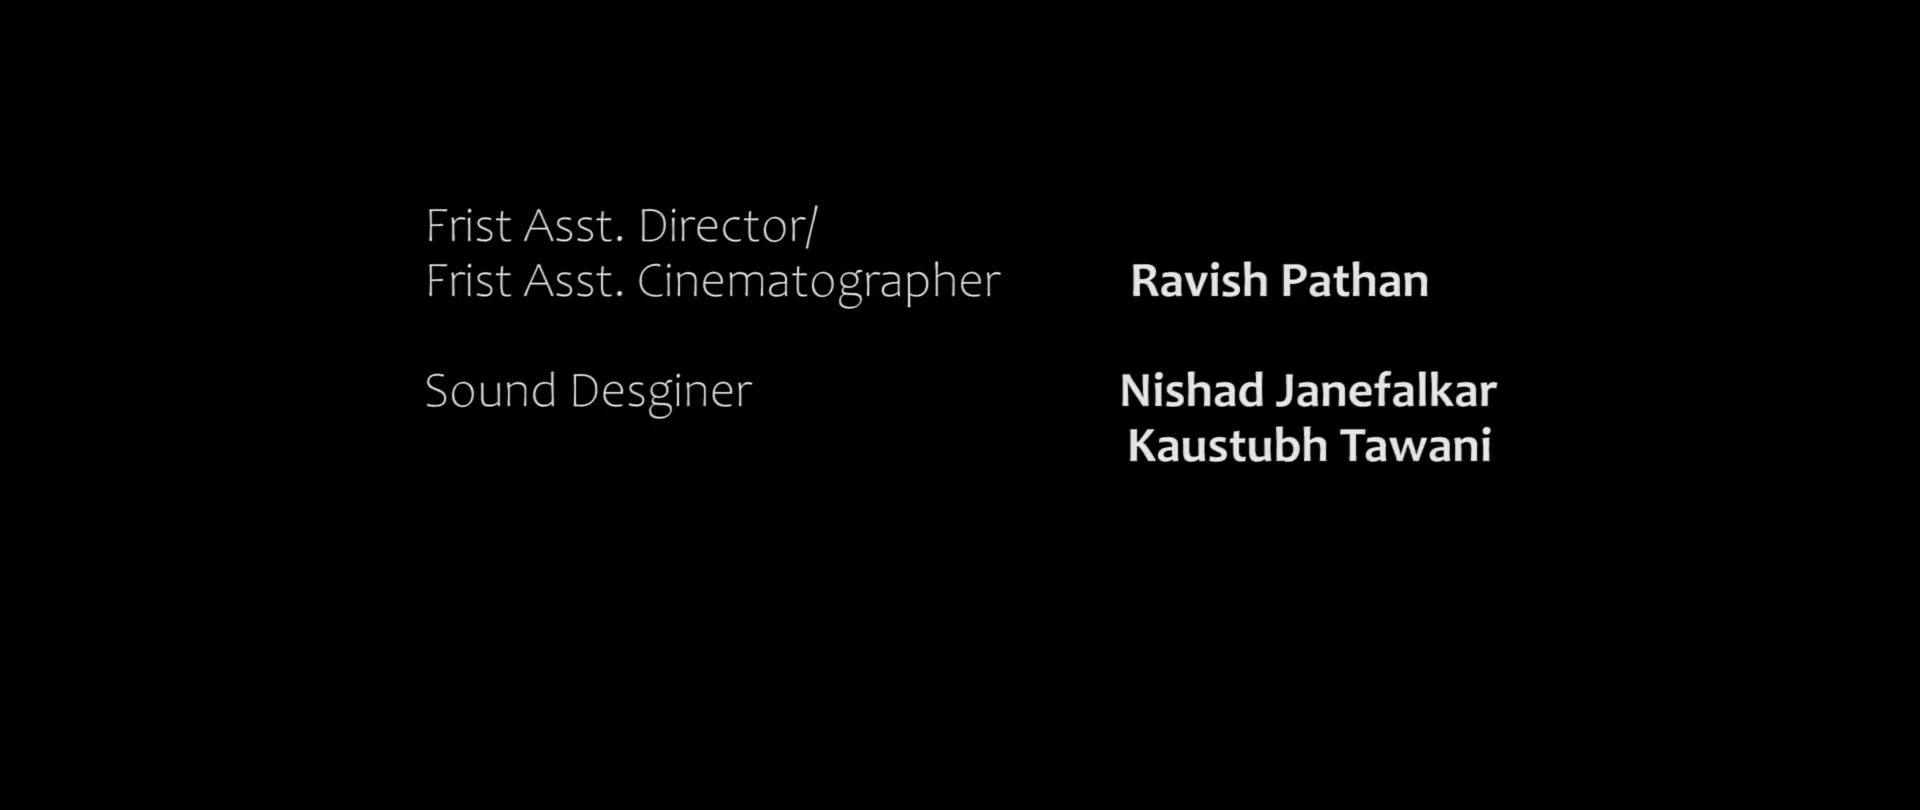 Frist Asst. Director/
Frist Asst. Cinematographer Ravish Pathan
Sound Desginer Nishad Janefalkar
Kaustubh Tawani